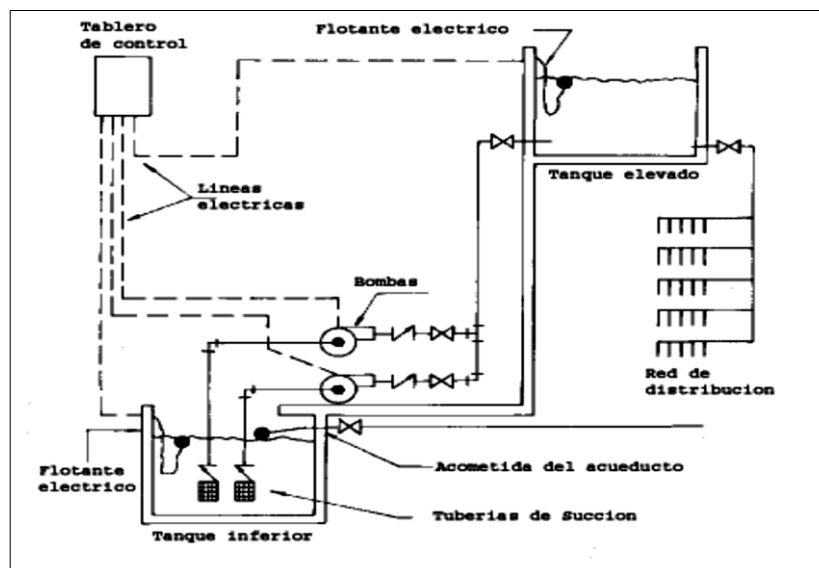 Tablero
de control
Flotante electrico
Lineas
electricas
Tanque elevado
Bombas
Red de
distribucion
Flotante
electrico
Acometida del acueducto
Tuberias de Succion
Tanque inferior